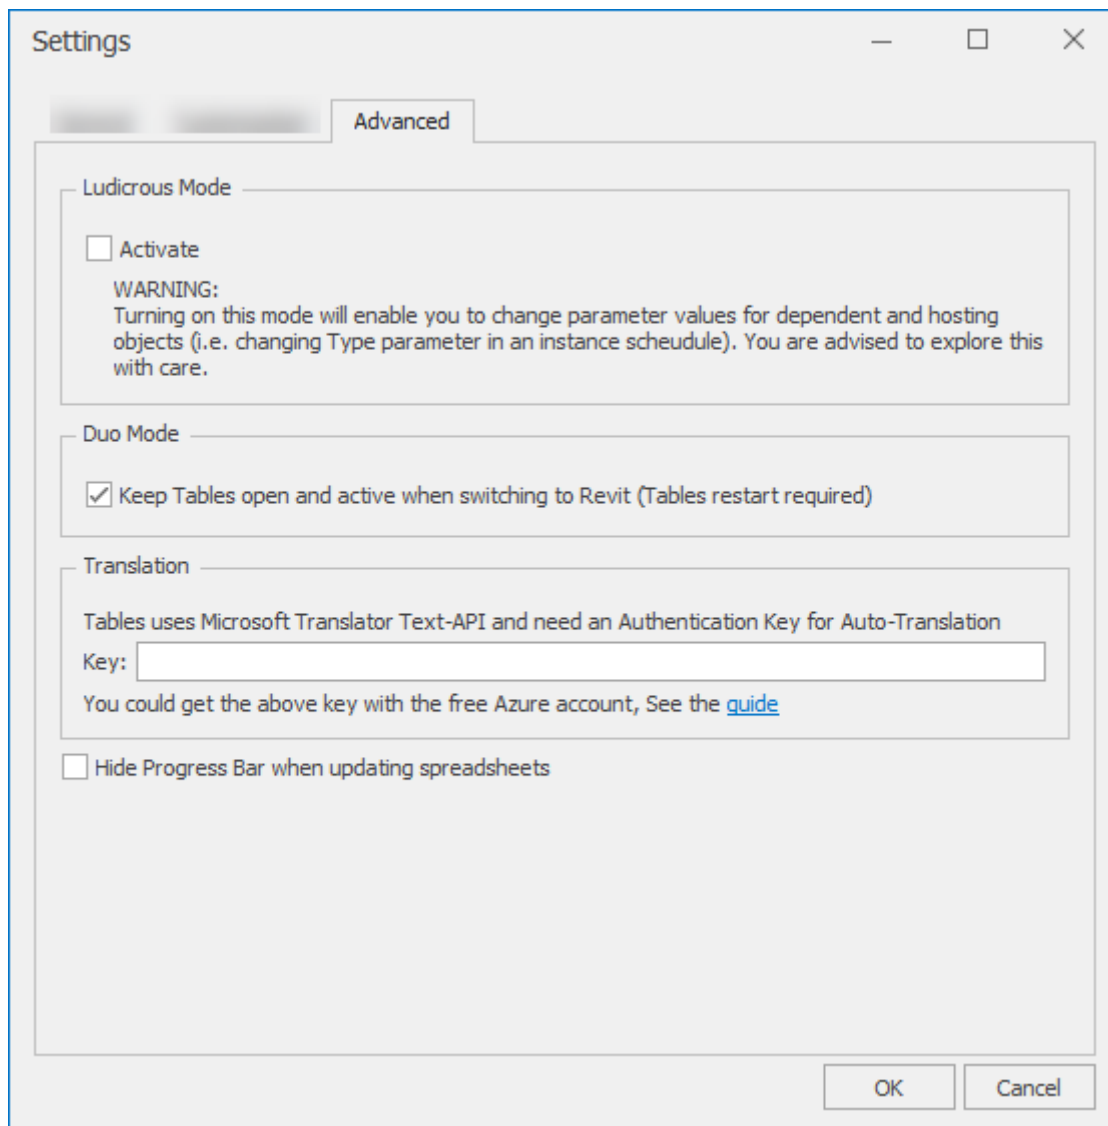 Settings
Advanced
Ludicrous Mode
Activate
WARNING:
Turning on this mode will enable you to change parameter values for dependent and hosting
objects (i.e. changing Type parameter in an instance scheudule). You are advised to explore this
with care.
Duo Mode
Keep Tables open and active when switching to Revit (Tables restart required)
Translation
Tables uses Microsoft Translator Text-API and need an Authentication Key for Auto-Translation
Key:
You could get the above key with the free Azure account, See the guide
Hide Progress Bar when updating spreadsheets
OK Cancel